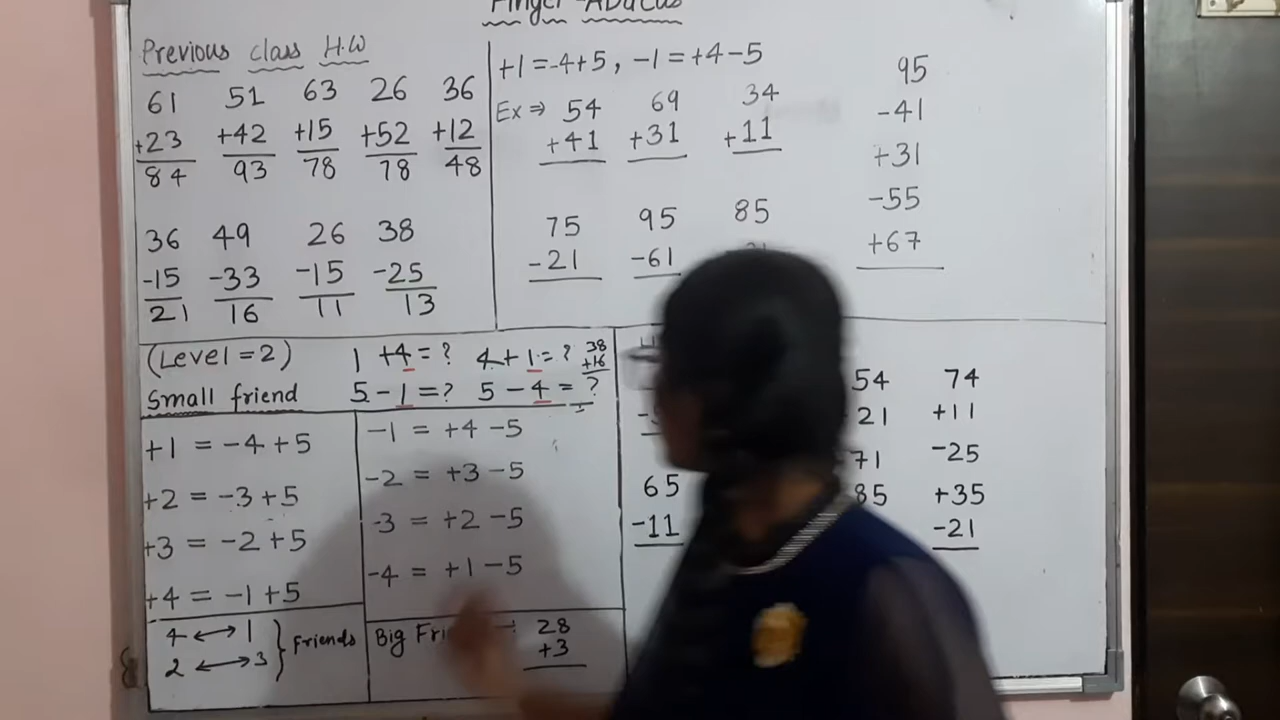 Finger Abacus
Previous class H.W
61 51 63 26 36
+23 +42 +15 +52 +12
84 93 78 78 48
36 49 26 38
-15 -33 -15 -25
21 16 11 13
+1 = -4+5, -1 = +4-5
Ex ⇒ 54 69 34
+41 +31 +11
75 95 85
-21 -61
95
-41
+31
-55
+67
(Level = 2) 1 + 4 = ? 4 + 1 = ? 38
+16
Small friend 5 - 1 = ? 5 - 4 = ?
+1 = -4 +5
+2 = -3 +5
+3 = -2 +5
+4 = -1 +5
-1 = +4 -5
-2 = +3 -5
-3 = +2 -5
-4 = +1 -5
4 ↔ 1 } Friends
2 ↔ 3
Big 28
+3
65
-11
54 74
21 +11
71 -25
85 +35
-21